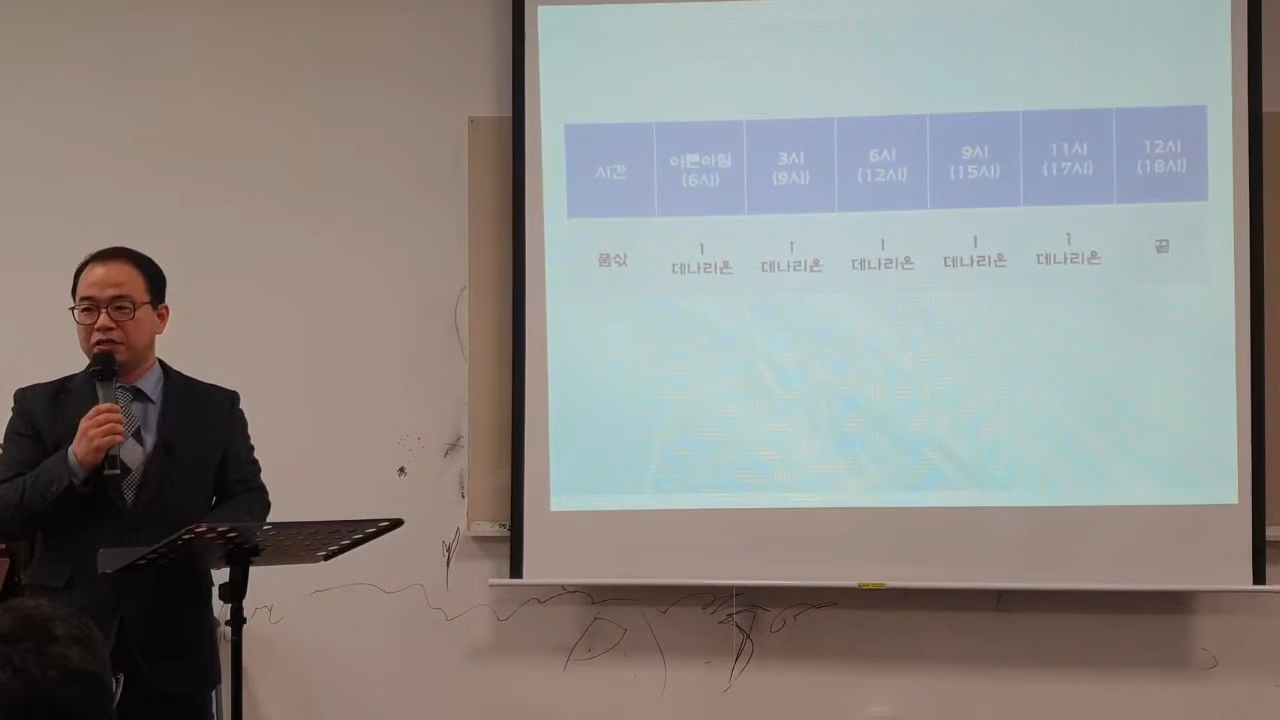 시간 이른아침 3시 6시 9시 11시 12시
(6시) (9시) (12시) (15시) (17시) (18시)
품삯 1 1 1 1 1 끝
데나리온 데나리온 데나리온 데나리온 데나리온